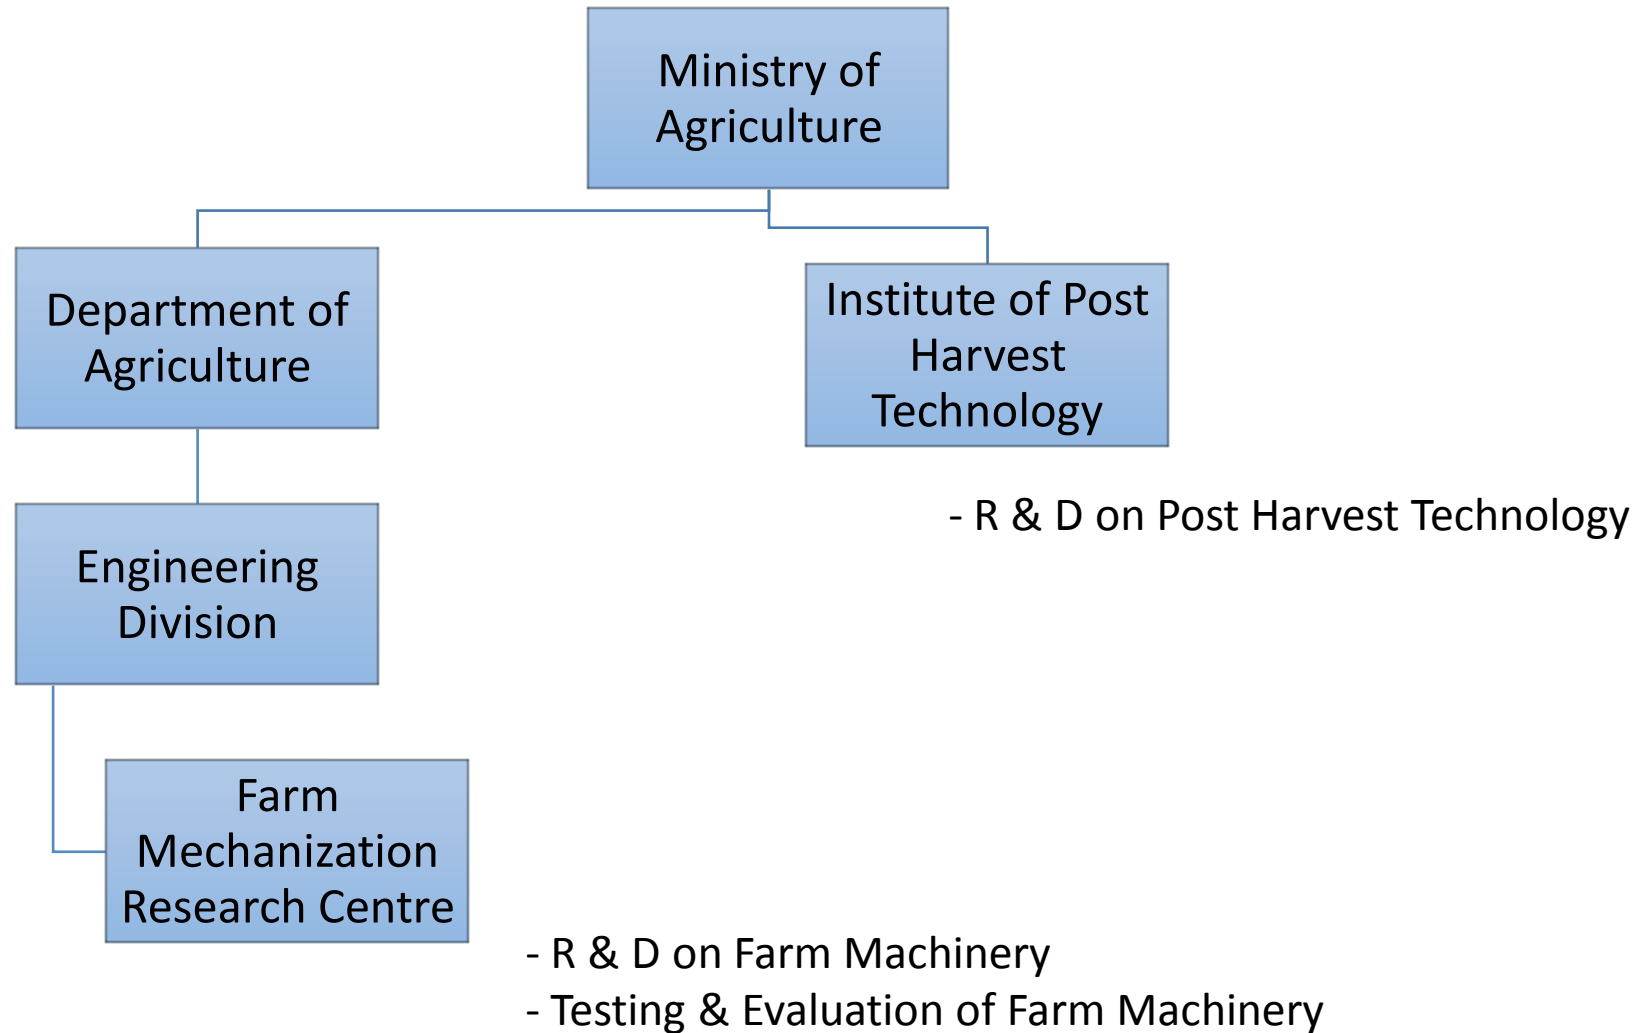 Ministry of
Agriculture
Department of
Agriculture
Institute of Post
Harvest
Technology
- R & D on Post Harvest Technology
Engineering
Division
Farm
Mechanization
Research Centre
- R & D on Farm Machinery
- Testing & Evaluation of Farm Machinery